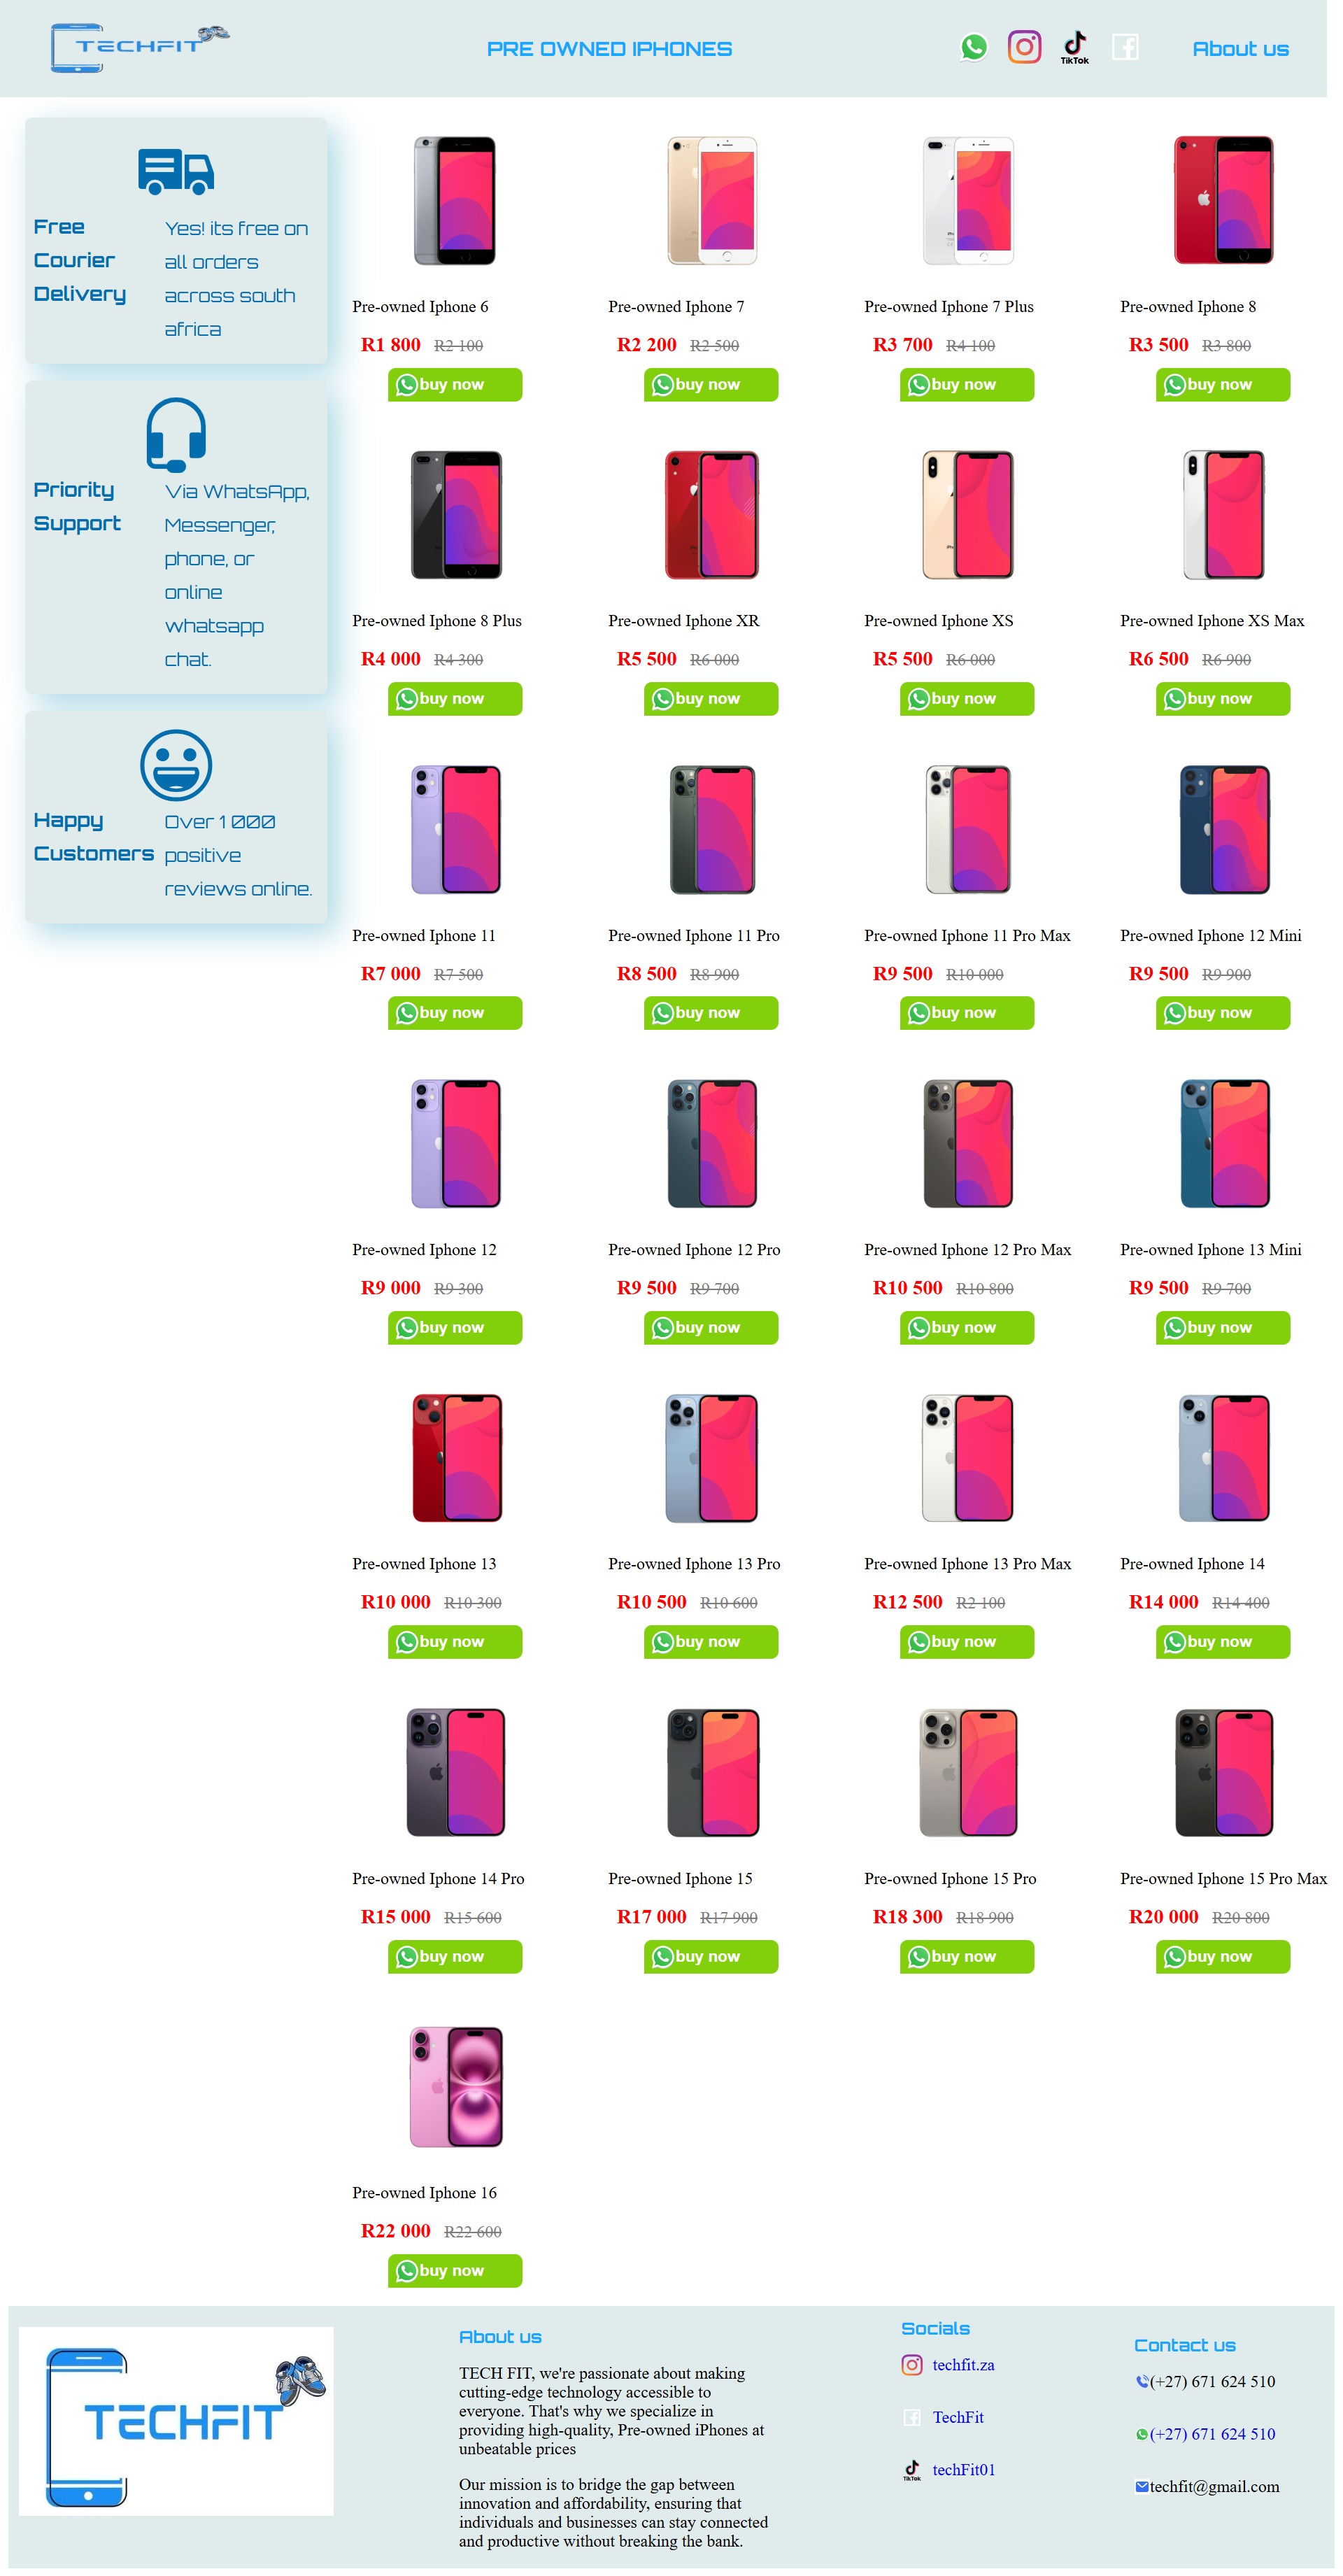 TECHFIT
PRE OWNED IPHONES
TikTok
About us
Free
Courier
Delivery
Yes! its free on
all orders
across south
africa
Priority
Support
Via WhatsApp,
Messenger,
phone, or
online
whatsapp
chat.
Happy
Customers
Over 1 000
positive
reviews online.
Pre-owned Iphone 6
R1 800 R2 100
buy now
Pre-owned Iphone 7
R2 200 R2 500
buy now
Pre-owned Iphone 7 Plus
R3 700 R4 100
buy now
Pre-owned Iphone 8
R3 500 R3 800
buy now
Pre-owned Iphone 8 Plus
R4 000 R4 300
buy now
Pre-owned Iphone XR
R5 500 R6 000
buy now
Pre-owned Iphone XS
R5 500 R6 000
buy now
Pre-owned Iphone XS Max
R6 500 R6 900
buy now
Pre-owned Iphone 11
R7 000 R7 500
buy now
Pre-owned Iphone 11 Pro
R8 500 R8 900
buy now
Pre-owned Iphone 11 Pro Max
R9 500 R10 000
buy now
Pre-owned Iphone 12 Mini
R9 500 R9 900
buy now
Pre-owned Iphone 12
R9 000 R9 300
buy now
Pre-owned Iphone 12 Pro
R9 500 R9 700
buy now
Pre-owned Iphone 12 Pro Max
R10 500 R10 800
buy now
Pre-owned Iphone 13 Mini
R9 500 R9 700
buy now
Pre-owned Iphone 13
R10 000 R10 300
buy now
Pre-owned Iphone 13 Pro
R10 500 R10 600
buy now
Pre-owned Iphone 13 Pro Max
R12 500 R2 100
buy now
Pre-owned Iphone 14
R14 000 R14 400
buy now
Pre-owned Iphone 14 Pro
R15 000 R15 600
buy now
Pre-owned Iphone 15
R17 000 R17 900
buy now
Pre-owned Iphone 15 Pro
R18 300 R18 900
buy now
Pre-owned Iphone 15 Pro Max
R20 000 R20 800
buy now
Pre-owned Iphone 16
R22 000 R22 600
buy now
TECHFIT
About us
TECH FIT, we're passionate about making
cutting-edge technology accessible to
everyone. That's why we specialize in
providing high-quality, Pre-owned iPhones at
unbeatable prices
Our mission is to bridge the gap between
innovation and affordability, ensuring that
individuals and businesses can stay connected
and productive without breaking the bank.
Socials
techfit.za
TechFit
TikTok
techFit01
Contact us
(+27) 671 624 510
(+27) 671 624 510
techfit@gmail.com